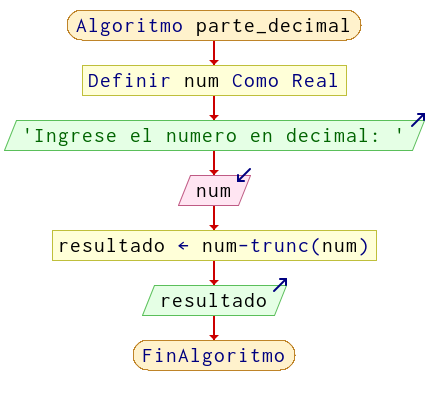 Algoritmo parte_decimal
Definir num Como Real
'Ingrese el numero en decimal: '
num
resultado ← num-trunc(num)
resultado
FinAlgoritmo